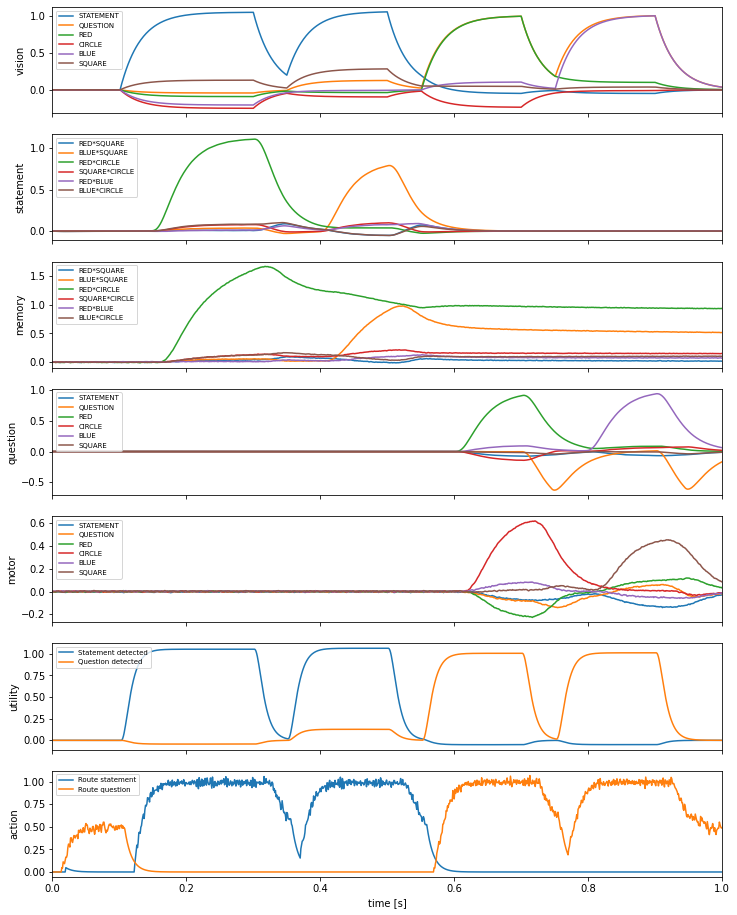 vision
1.0
0.5
0.0
STATEMENT
QUESTION
RED
CIRCLE
BLUE
SQUARE
statement
1.0
0.5
0.0
RED*SQUARE
BLUE*SQUARE
RED*CIRCLE
SQUARE*CIRCLE
RED*BLUE
BLUE*CIRCLE
memory
1.5
1.0
0.5
0.0
RED*SQUARE
BLUE*SQUARE
RED*CIRCLE
SQUARE*CIRCLE
RED*BLUE
BLUE*CIRCLE
question
1.0
0.5
0.0
−0.5
STATEMENT
QUESTION
RED
CIRCLE
BLUE
SQUARE
motor
0.6
0.4
0.2
0.0
−0.2
STATEMENT
QUESTION
RED
CIRCLE
BLUE
SQUARE
utility
1.00
0.75
0.50
0.25
0.00
Statement detected
Question detected
action
1.00
0.75
0.50
0.25
0.00
Route statement
Route question
0.0 0.2 0.4 0.6 0.8 1.0
time [s]